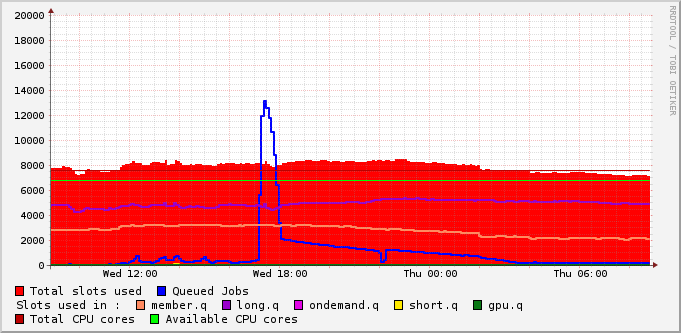 20000
18000
16000
14000
12000
10000
8000
6000
4000
2000
0
Wed 12:00 Wed 18:00 Thu 00:00 Thu 06:00
Total slots used Queued Jobs
Slots used in : member.q long.q ondemand.q short.q gpu.q
Total CPU cores Available CPU cores
RRDTOOL / TOBI OETIKER